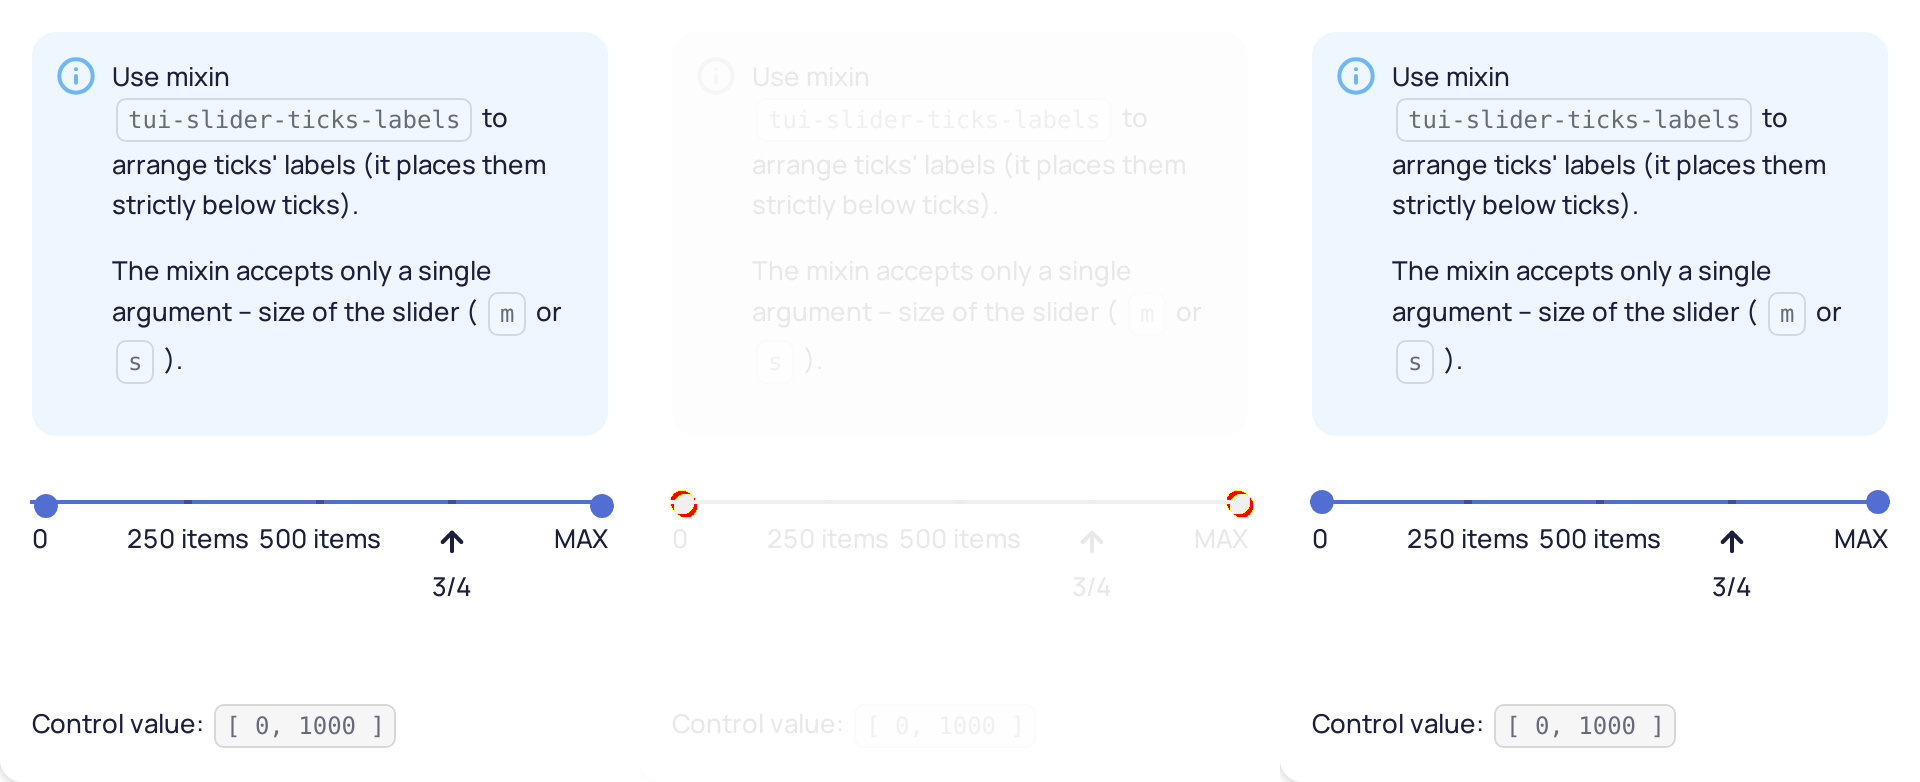 Use mixin
tui-slider-ticks-labels to
arrange ticks' labels (it places them
strictly below ticks).
The mixin accepts only a single
argument – size of the slider ( m or
s ).
0 250 items 500 items MAX
3/4
Control value: [ 0, 1000 ]
Use mixin
tui-slider-ticks-labels to
arrange ticks' labels (it places them
strictly below ticks).
The mixin accepts only a single
argument – size of the slider ( m or
s ).
0 250 items 500 items MAX
3/4
Control value: [ 0, 1000 ]
Use mixin
tui-slider-ticks-labels to
arrange ticks' labels (it places them
strictly below ticks).
The mixin accepts only a single
argument – size of the slider ( m or
s ).
0 250 items 500 items MAX
3/4
Control value: [ 0, 1000 ]